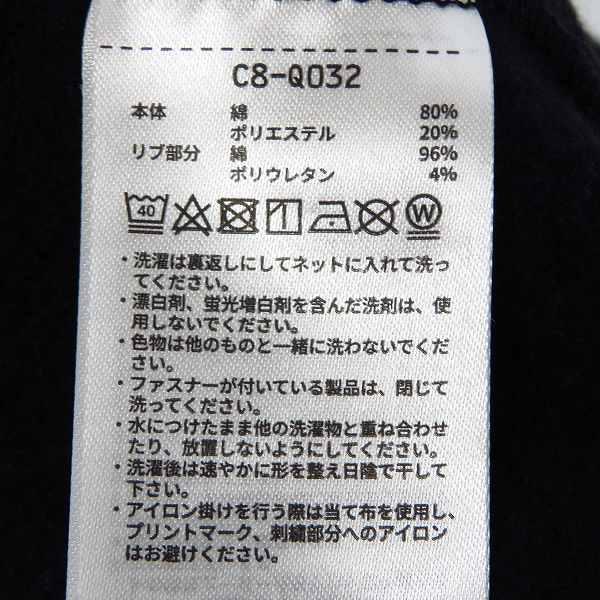 C8-Q032
本体 綿 80%
ポリエステル 20%
リブ部分 綿 96%
ポリウレタン 4%
40 W
・洗濯は裏返しにしてネットに入れて洗っ
てください。
・漂白剤、蛍光増白剤を含んだ洗剤は、使
用しないでください。
・色物は他のものと一緒に洗わないでくだ
さい。
・ファスナーが付いている製品は、閉じて
洗ってください。
・水につけたまま他の洗濯物と重ね合わせ
たり、放置しないようにしてください。
・洗濯後は速やかに形を整え日陰で干して
下さい。
・アイロン掛けを行う際は当て布を使用し、
プリントマーク、刺繍部分へのアイロン
はお避けください。